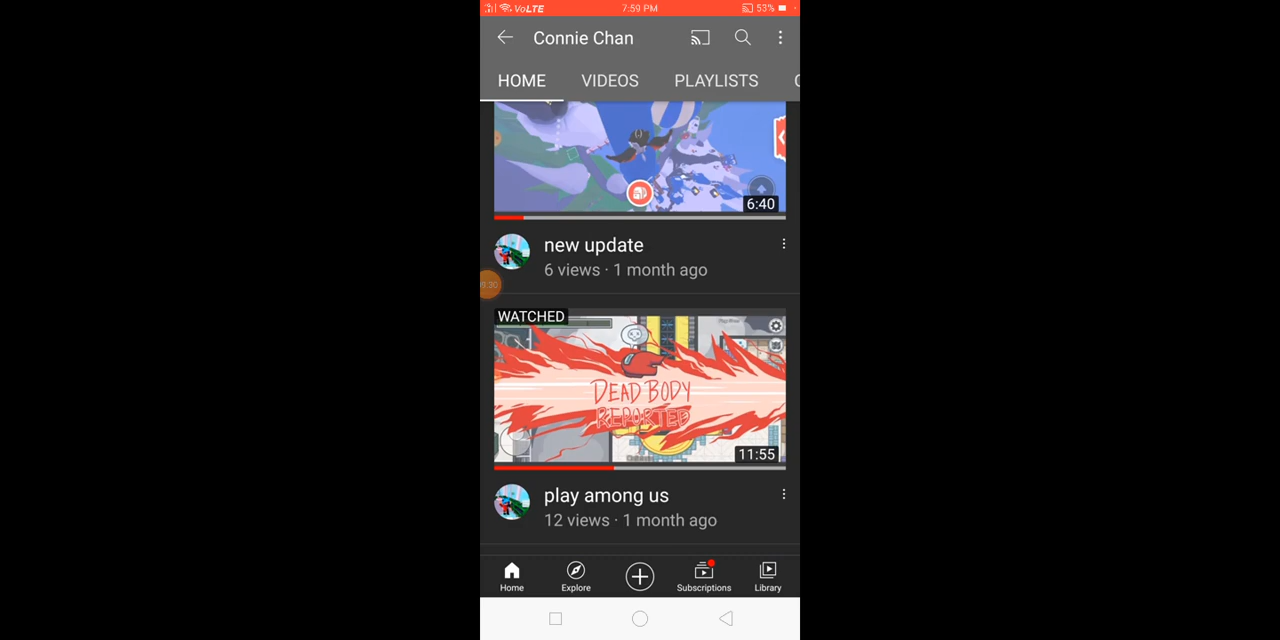 VoLTE 7:59 PM 53%
Connie Chan
HOME VIDEOS PLAYLISTS
6:40
new update
6 views · 1 month ago
WATCHED
DEAD BODY
REPORTED
11:55
play among us
12 views · 1 month ago
Home Explore Subscriptions Library